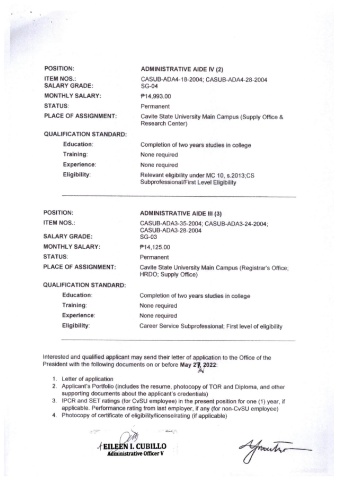 POSITION: ADMINISTRATIVE AIDE IV (2)
ITEM NOS.: CASUB-ADA4-18-2004; CASUB-ADA4-28-2004
SALARY GRADE: SG-04
MONTHLY SALARY: ₱14,993.00
STATUS: Permanent
PLACE OF ASSIGNMENT: Cavite State University Main Campus (Supply Office &
Research Center)
QUALIFICATION STANDARD:
Education: Completion of two years studies in college
Training: None required
Experience: None required
Eligibility: Relevant eligibility under MC 10, s.2013;CS
Subprofessional/First Level Eligibility
POSITION: ADMINISTRATIVE AIDE III (3)
ITEM NOS.: CASUB-ADA3-35-2004; CASUB-ADA3-24-2004;
CASUB-ADA3-28-2004
SALARY GRADE: SG-03
MONTHLY SALARY: ₱14,125.00
STATUS: Permanent
PLACE OF ASSIGNMENT: Cavite State University Main Campus (Registrar's Office;
HRDO; Supply Office)
QUALIFICATION STANDARD:
Education: Completion of two years studies in college
Training: None required
Experience: None required
Eligibility: Career Service Subprofessional; First level of eligibility
Interested and qualified applicant may send their letter of application to the Office of the
President with the following documents on or before May 2 2022:
1. Letter of application
2. Applicant's Portfolio (includes the resume, photocopy of TOR and Diploma, and other
supporting documents about the applicant's credentials)
3. IPCR and SET ratings (for CvSU employee) in the present position for one (1) year, if
applicable. Performance rating from last employer, if any (for non-CvSU employee)
4. Photocopy of certificate of eligibility/license/rating (if applicable)
EILEEN I. CUBILLO
Administrative Officer V